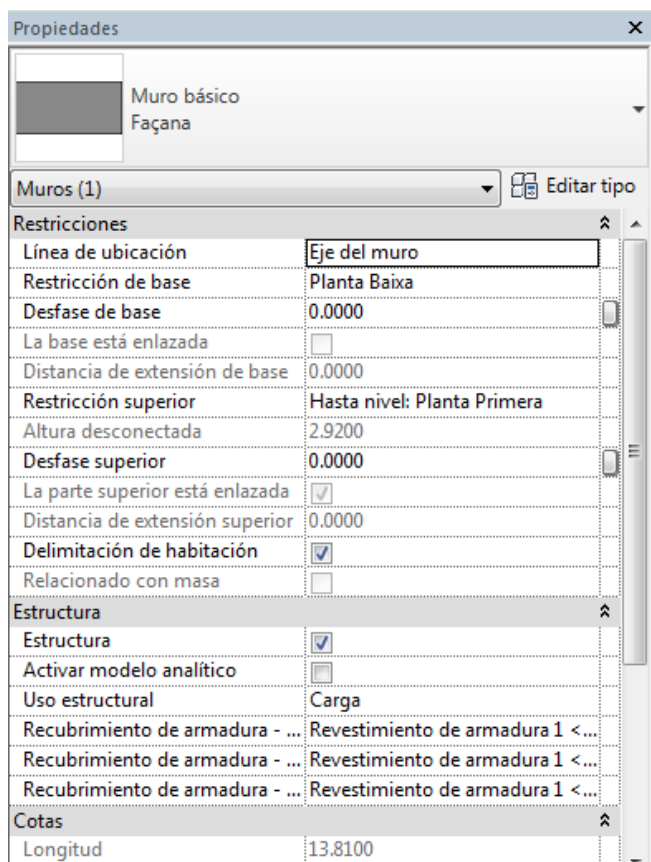 Propiedades
Muro básico
Façana
Muros (1) Editar tipo
Restricciones
Línea de ubicación Eje del muro
Restricción de base Planta Baixa
Desfase de base 0.0000
La base está enlazada
Distancia de extensión de base 0.0000
Restricción superior Hasta nivel: Planta Primera
Altura desconectada 2.9200
Desfase superior 0.0000
La parte superior está enlazada
Distancia de extensión superior 0.0000
Delimitación de habitación
Relacionado con masa
Estructura
Estructura
Activar modelo analítico
Uso estructural Carga
Recubrimiento de armadura - ... Revestimiento de armadura 1 <...
Recubrimiento de armadura - ... Revestimiento de armadura 1 <...
Recubrimiento de armadura - ... Revestimiento de armadura 1 <...
Cotas
Longitud 13.8100